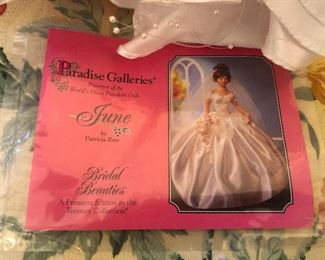 Paradise Galleries®
Purveyor of the
World's Finest Porcelain Dolls
June
by
Patricia Rose
Bridal
Beauties
A Premiere Edition in the
Treasury Collection®